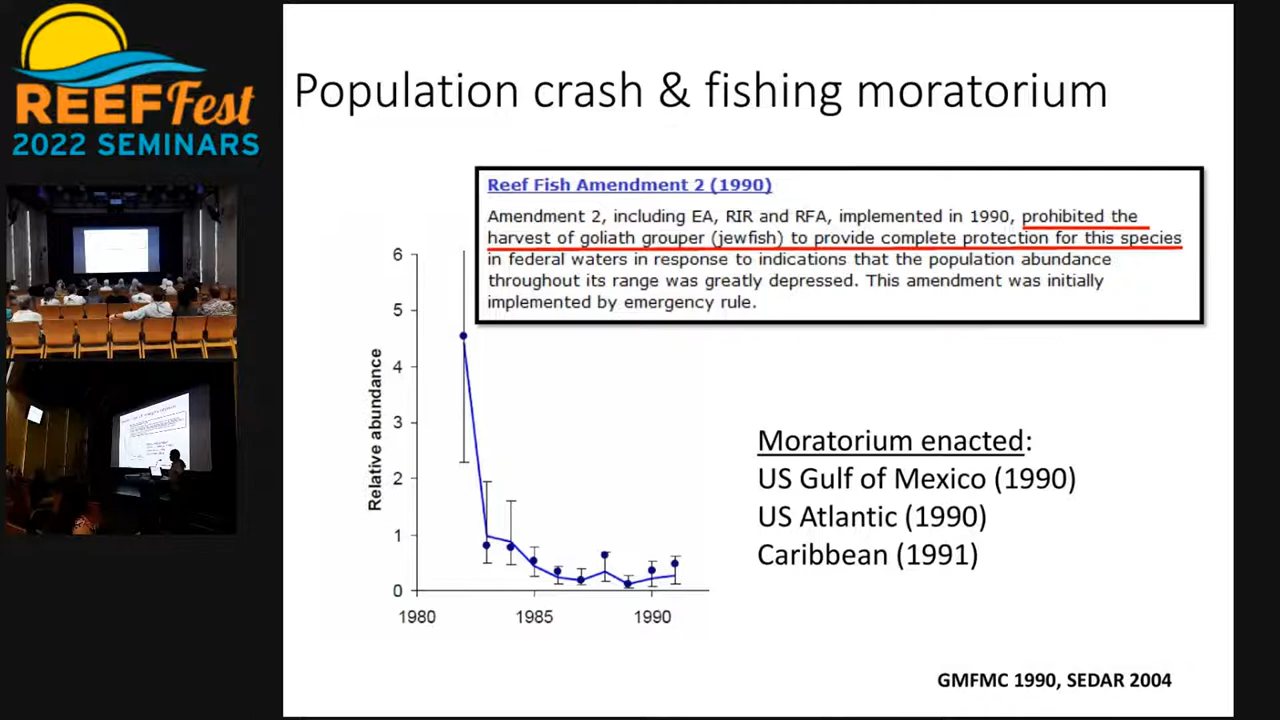 REEF Fest
2022 SEMINARS
Population crash & fishing moratorium
Reef Fish Amendment 2 (1990)
Amendment 2, including EA, RIR and RFA, implemented in 1990, prohibited the
harvest of goliath grouper (jewfish) to provide complete protection for this species
in federal waters in response to indications that the population abundance
throughout its range was greatly depressed. This amendment was initially
implemented by emergency rule.
Relative abundance
6
5
4
3
2
1
0
1980 1985 1990
Moratorium enacted:
US Gulf of Mexico (1990)
US Atlantic (1990)
Caribbean (1991)
GMFMC 1990, SEDAR 2004